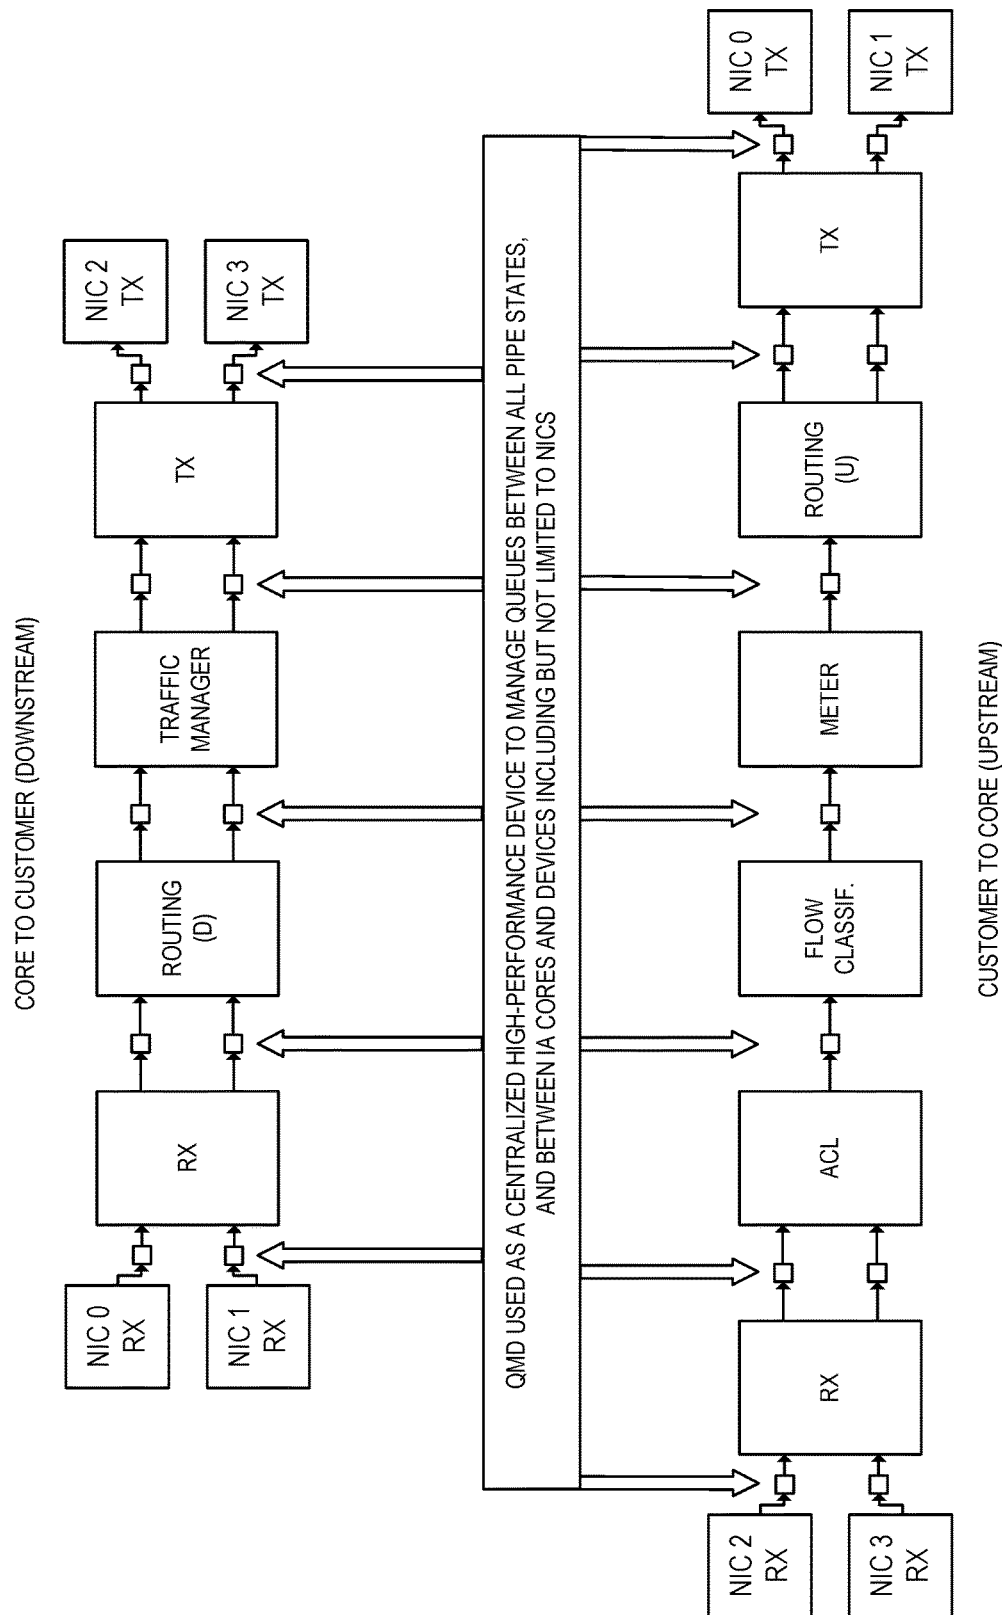 CORE TO CUSTOMER (DOWNSTREAM)
NIC 0
RX
NIC 1
RX
RX
ROUTING
(D)
TRAFFIC
MANAGER
TX
NIC 2
TX
NIC 3
TX
QMD USED AS A CENTRALIZED HIGH-PERFORMANCE DEVICE TO MANAGE QUEUES BETWEEN ALL PIPE STATES,
AND BETWEEN IA CORES AND DEVICES INCLUDING BUT NOT LIMITED TO NICS
NIC 2
RX
NIC 3
RX
RX
ACL
FLOW
CLASSIF.
METER
ROUTING
(U)
TX
NIC 0
TX
NIC 1
TX
CUSTOMER TO CORE (UPSTREAM)